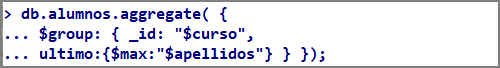 > db.alumnos.aggregate( {
... $group: { _id: "$curso",
... ultimo:{$max:"$apellidos"} } });